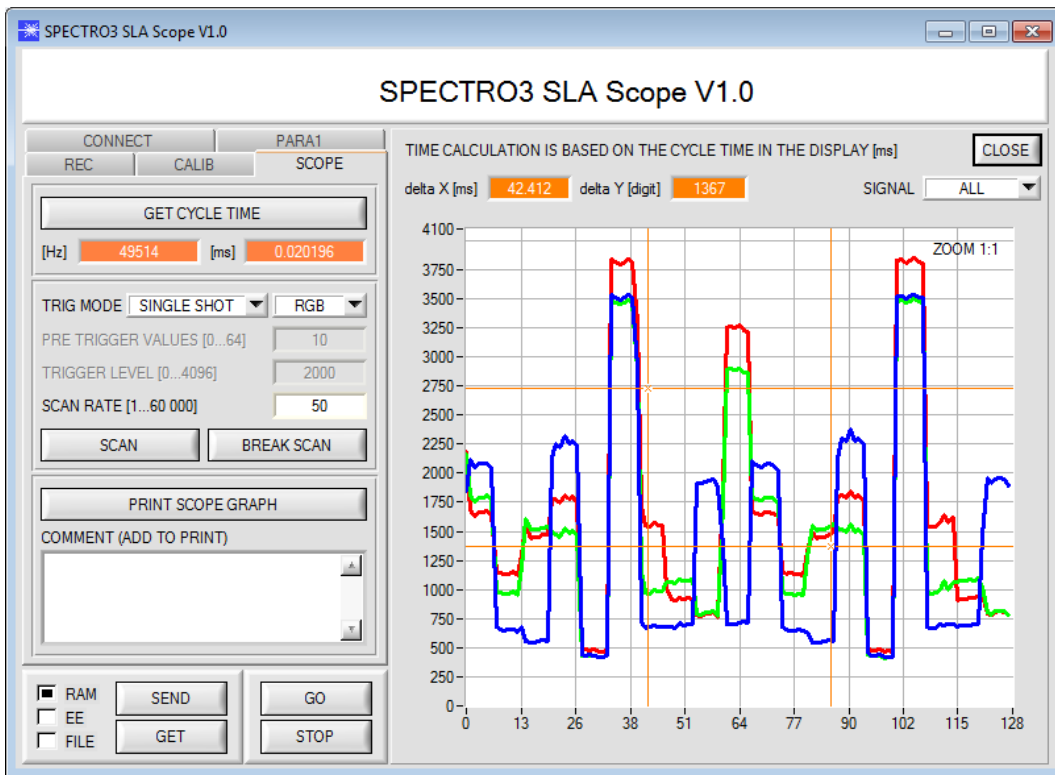 SPECTRO3 SLA Scope V1.0
SPECTRO3 SLA Scope V1.0
CONNECT PARA1
REC CALIB SCOPE
GET CYCLE TIME
[Hz] 49514 [ms] 0.020196
TRIG MODE SINGLE SHOT RGB
PRE TRIGGER VALUES [0...64] 10
TRIGGER LEVEL [0...4096] 2000
SCAN RATE [1...60 000] 50
SCAN BREAK SCAN
PRINT SCOPE GRAPH
COMMENT (ADD TO PRINT)
RAM SEND GO
EE
FILE GET STOP
TIME CALCULATION IS BASED ON THE CYCLE TIME IN THE DISPLAY [ms] CLOSE
delta X [ms] 42.412 delta Y [digit] 1367 SIGNAL ALL
ZOOM 1:1
4100
3750
3500
3250
3000
2750
2500
2250
2000
1750
1500
1250
1000
750
500
250
0
0 13 26 38 51 64 77 90 102 115 128